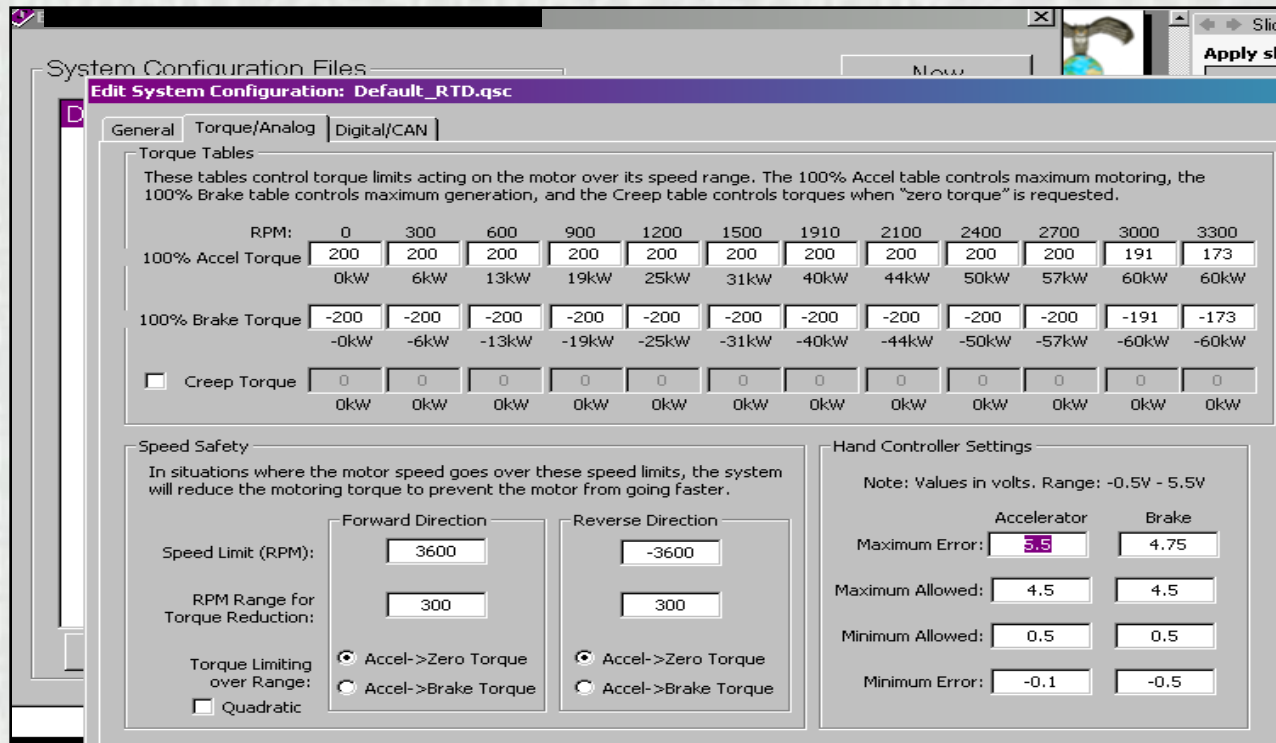 System Configuration Files
New
Slid
Apply sl
Edit System Configuration: Default_RTD.qsc
D
General Torque/Analog Digital/CAN
Torque Tables
These tables control torque limits acting on the motor over its speed range. The 100% Accel table controls maximum motoring, the
100% Brake table controls maximum generation, and the Creep table controls torques when "zero torque" is requested.
RPM: 0 300 600 900 1200 1500 1910 2100 2400 2700 3000 3300
100% Accel Torque 200 200 200 200 200 200 200 200 200 200 191 173
0kW 6kW 13kW 19kW 25kW 31kW 40kW 44kW 50kW 57kW 60kW 60kW
100% Brake Torque -200 -200 -200 -200 -200 -200 -200 -200 -200 -200 -191 -173
-0kW -6kW -13kW -19kW -25kW -31kW -40kW -44kW -50kW -57kW -60kW -60kW
Creep Torque 0 0 0 0 0 0 0 0 0 0 0 0
0kW 0kW 0kW 0kW 0kW 0kW 0kW 0kW 0kW 0kW 0kW 0kW
Speed Safety
In situations where the motor speed goes over these speed limits, the system
will reduce the motoring torque to prevent the motor from going faster.
Forward Direction Reverse Direction
Speed Limit (RPM): 3600 -3600
RPM Range for
Torque Reduction: 300 300
Torque Limiting
over Range:
Accel->Zero Torque Accel->Zero Torque
Accel->Brake Torque Accel->Brake Torque
Quadratic
Hand Controller Settings
Note: Values in volts. Range: -0.5V - 5.5V
Accelerator Brake
Maximum Error: 5.5 4.75
Maximum Allowed: 4.5 4.5
Minimum Allowed: 0.5 0.5
Minimum Error: -0.1 -0.5